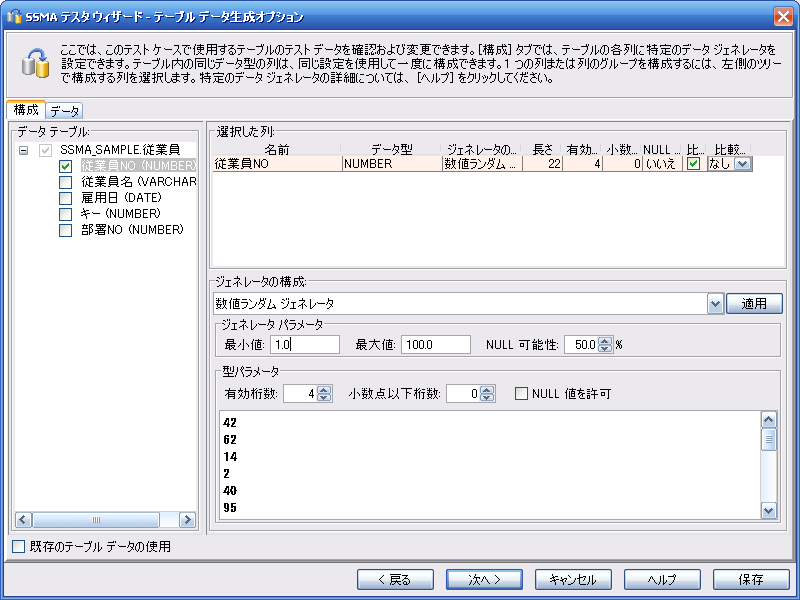 SSMA テスタ ウィザード - テーブル データ生成オプション
ここでは、このテスト ケースで使用するテーブルのテスト データを確認および変更できます。[構成] タブでは、テーブルの各列に特定のデータ ジェネレータを
設定できます。テーブル内の同じデータ型の列は、同じ設定を使用して一度に構成できます。1 つの列または列のグループを構成するには、左側のツリー
で構成する列を選択します。特定のデータ ジェネレータの詳細については、[ヘルプ] をクリックしてください。
構成 データ
データ テーブル:
SSMA_SAMPLE.従業員
従業員NO (NUMBER)
従業員名 (VARCHAR
雇用日 (DATE)
キー (NUMBER)
部署NO (NUMBER)
選択した列:
名前 データ型 ジェネレータの... 長さ 有効... 小数... NULL ... 比... 比較...
従業員NO NUMBER 数値ランダム ... 22 4 0 いいえ なし
ジェネレータの構成:
数値ランダム ジェネレータ 適用
ジェネレータ パラメータ
最小値: 1.0 最大値: 100.0 NULL 可能性: 50.0 %
型パラメータ
有効桁数: 4 小数点以下桁数: 0 NULL 値を許可
42
62
14
2
40
95
既存のテーブル データの使用
< 戻る 次へ > キャンセル ヘルプ 保存